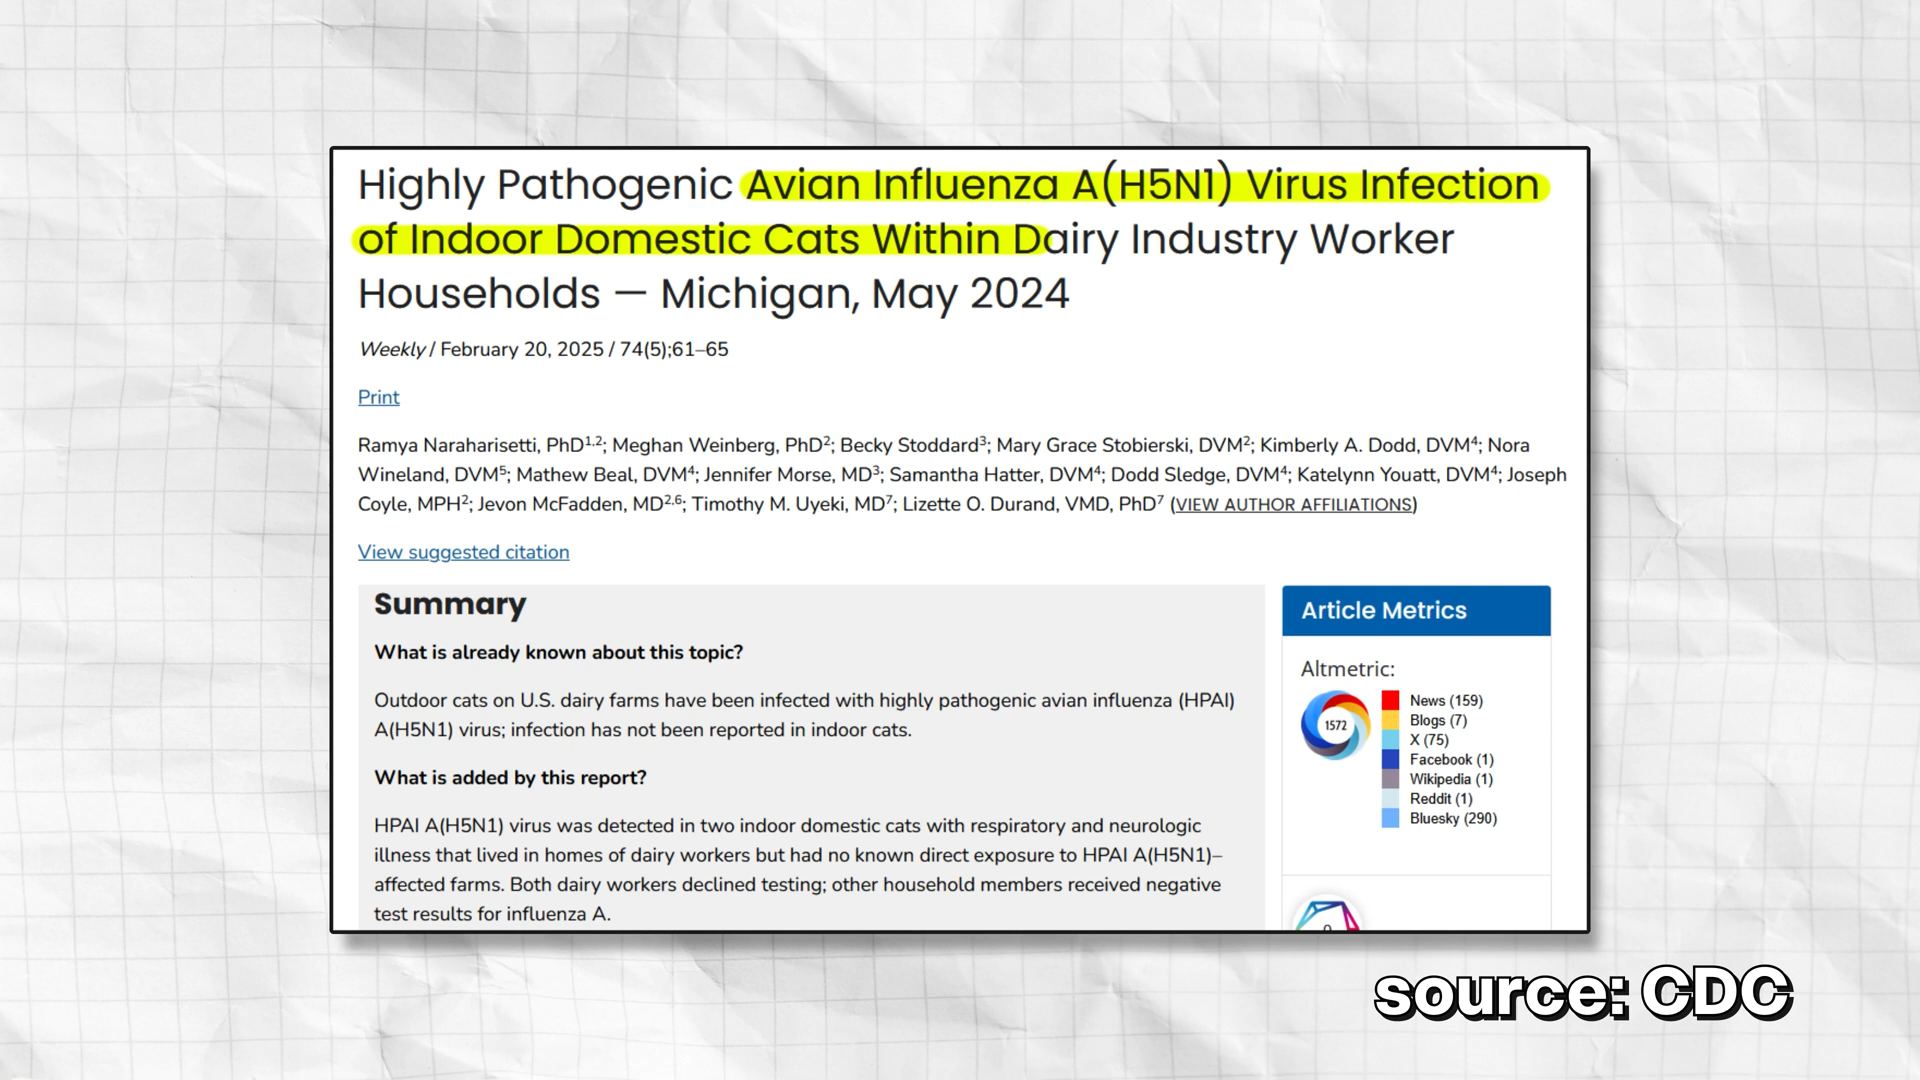 Highly Pathogenic Avian Influenza A(H5N1) Virus Infection
of Indoor Domestic Cats Within Dairy Industry Worker
Households — Michigan, May 2024
Weekly / February 20, 2025 / 74(5);61–65
Print
Ramya Naraharisetti, PhD1,2; Meghan Weinberg, PhD2; Becky Stoddard3; Mary Grace Stobierski, DVM2; Kimberly A. Dodd, DVM4; Nora
Wineland, DVM5; Mathew Beal, DVM4; Jennifer Morse, MD3; Samantha Hatter, DVM4; Dodd Sledge, DVM4; Katelynn Youatt, DVM4; Joseph
Coyle, MPH2; Jevon McFadden, MD2,6; Timothy M. Uyeki, MD7; Lizette O. Durand, VMD, PhD7 (VIEW AUTHOR AFFILIATIONS)
View suggested citation
Summary
What is already known about this topic?
Outdoor cats on U.S. dairy farms have been infected with highly pathogenic avian influenza (HPAI)
A(H5N1) virus; infection has not been reported in indoor cats.
What is added by this report?
HPAI A(H5N1) virus was detected in two indoor domestic cats with respiratory and neurologic
illness that lived in homes of dairy workers but had no known direct exposure to HPAI A(H5N1)–
affected farms. Both dairy workers declined testing; other household members received negative
test results for influenza A.
Article Metrics
Altmetric:
1572
News (159)
Blogs (7)
X (75)
Facebook (1)
Wikipedia (1)
Reddit (1)
Bluesky (290)
source: CDC